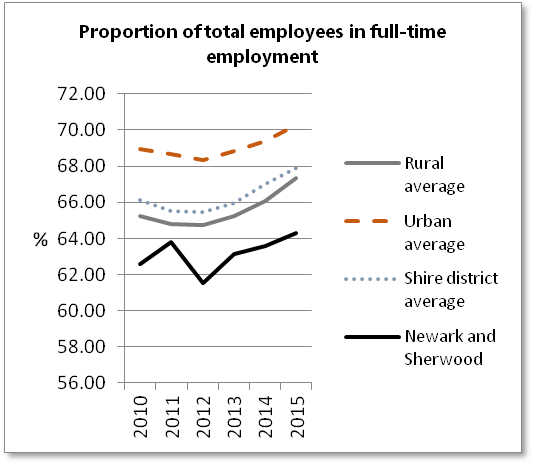 Proportion of total employees in full-time
employment
72.00
70.00
68.00
66.00
64.00
62.00
60.00
58.00
56.00
%
2010
2011
2012
2013
2014
2015
Rural
average
Urban
average
Shire district
average
Newark and
Sherwood